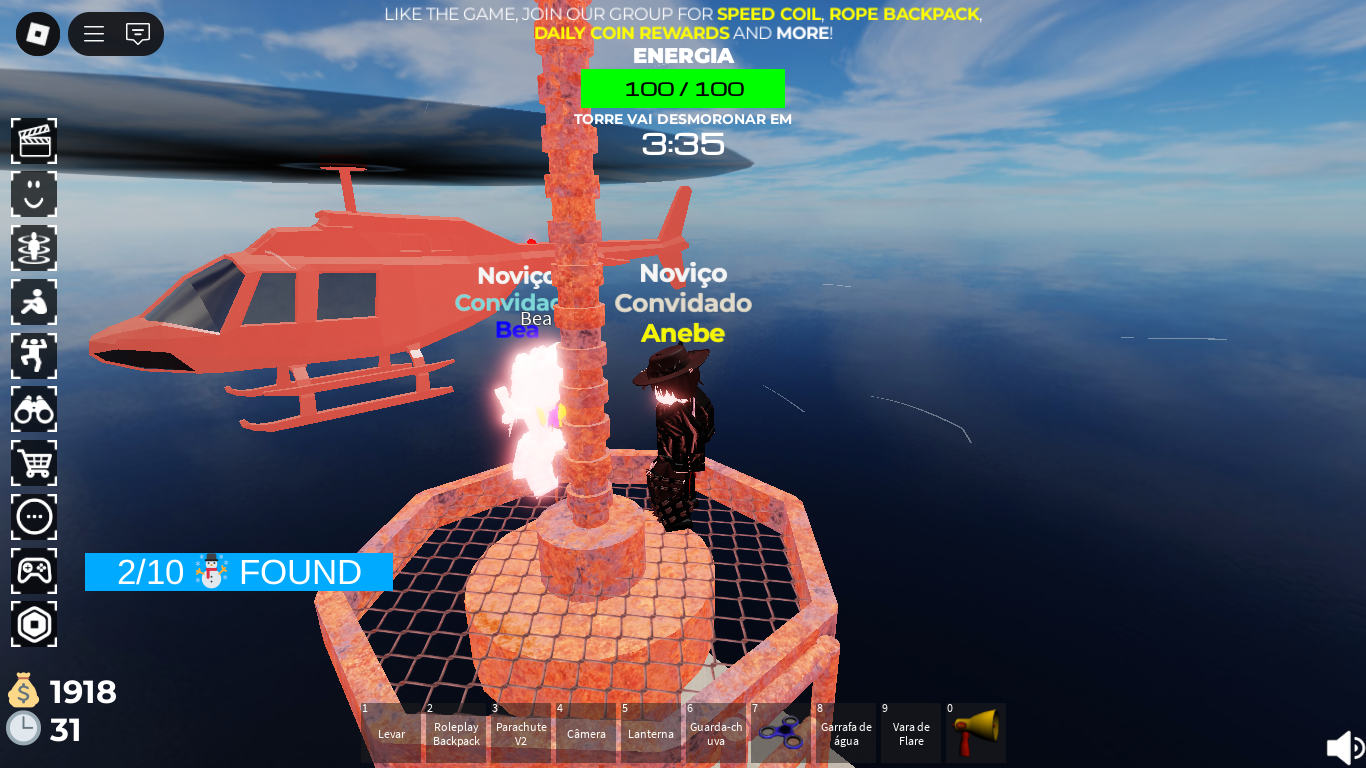 LIKE THE GAME, JOIN OUR GROUP FOR SPEED COIL, ROPE BACKPACK,
DAILY COIN REWARDS AND MORE!
ENERGIA
100 / 100
TORRE VAI DESMORONAR EM
3:35
Noviço
Convidado
Bea
Bea
Noviço
Convidado
Anebe
2/10 ☃ FOUND
1918
31
1
Levar
2
Roleplay
Backpack
3
Parachute
V2
4
Câmera
5
Lanterna
6
Guarda-ch
uva
7
8
Garrafa de
água
9
Vara de
Flare
0